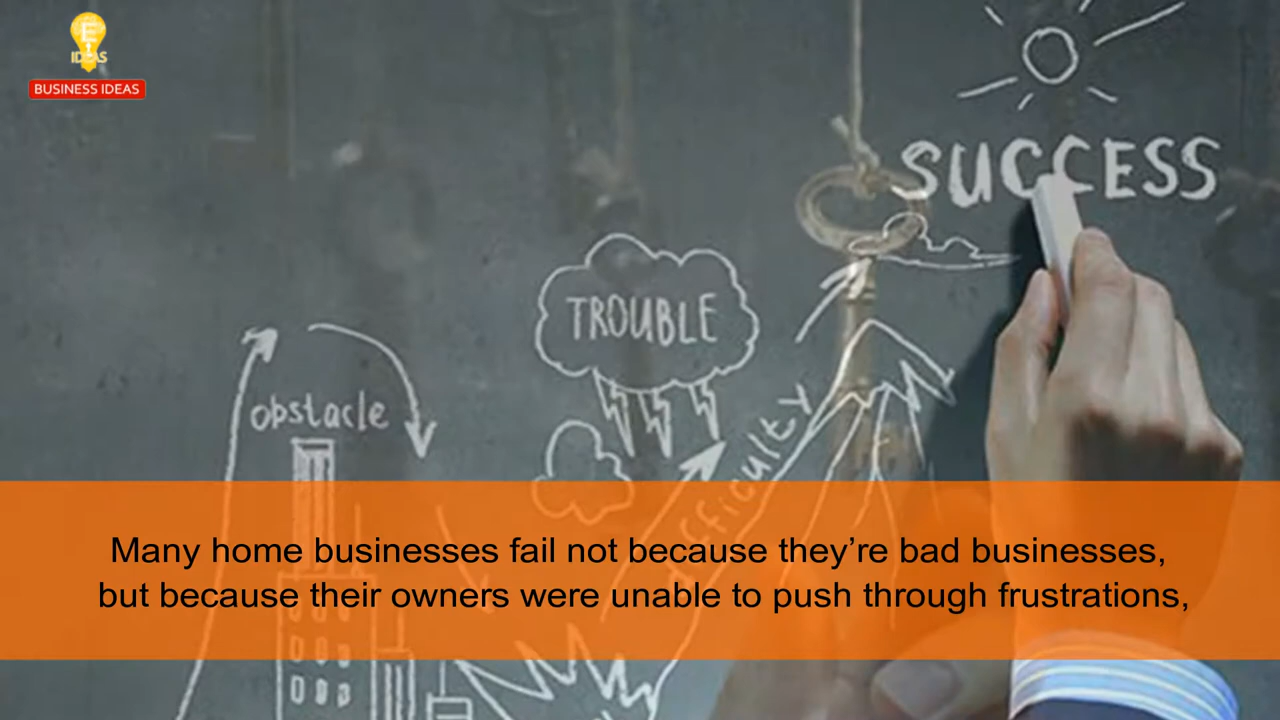 E
IDEAS
BUSINESS IDEAS
SUCCESS
TROUBLE
obstacle
difficulty
Many home businesses fail not because they’re bad businesses,
but because their owners were unable to push through frustrations,